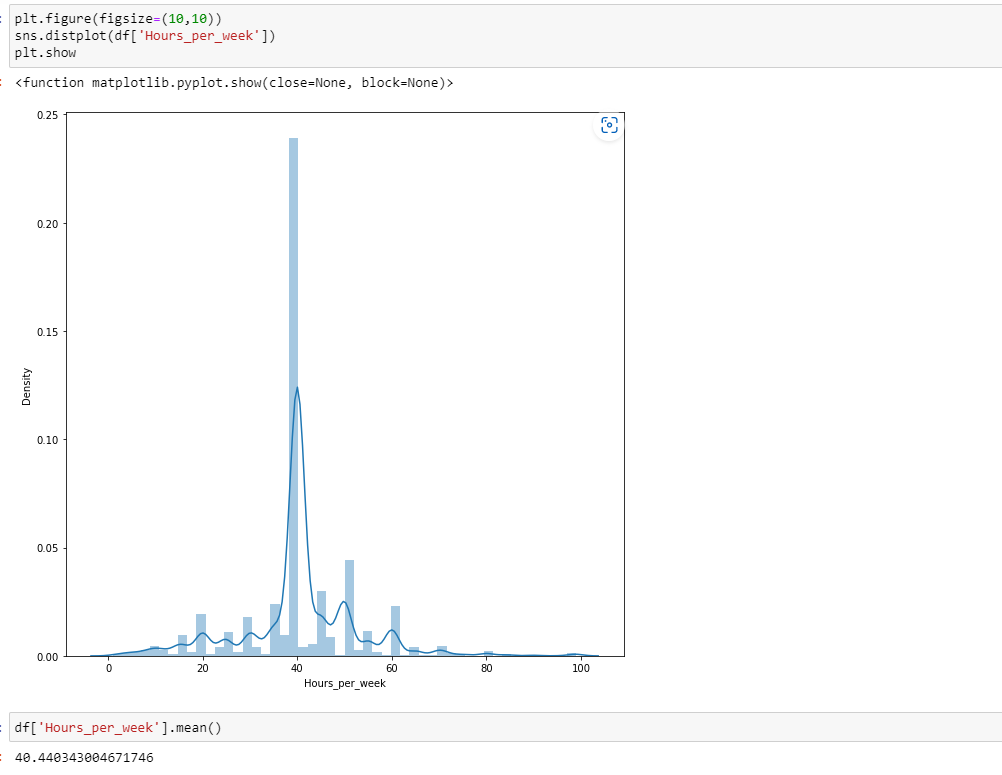 plt.figure(figsize=(10,10))
sns.distplot(df['Hours_per_week'])
plt.show
<function matplotlib.pyplot.show(close=None, block=None)>
0.25
0.20
0.15
0.10
0.05
0.00
Density
0 20 40 60 80 100
Hours_per_week
df['Hours_per_week'].mean()
40.440343004671746